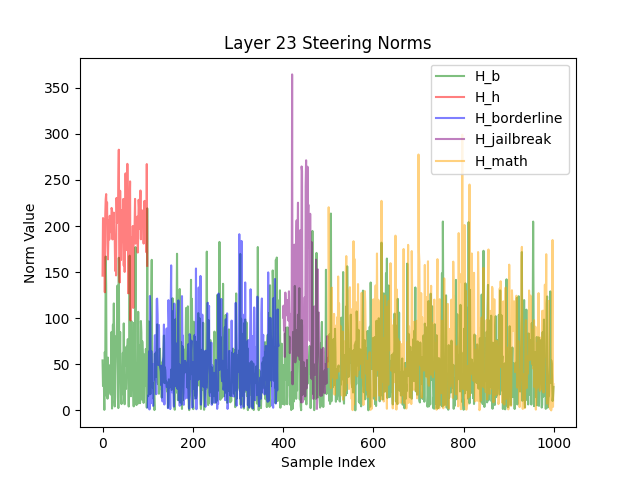 Layer 23 Steering Norms
H_b
H_h
H_borderline
H_jailbreak
H_math
Norm Value
350
300
250
200
150
100
50
0
0 200 400 600 800 1000
Sample Index